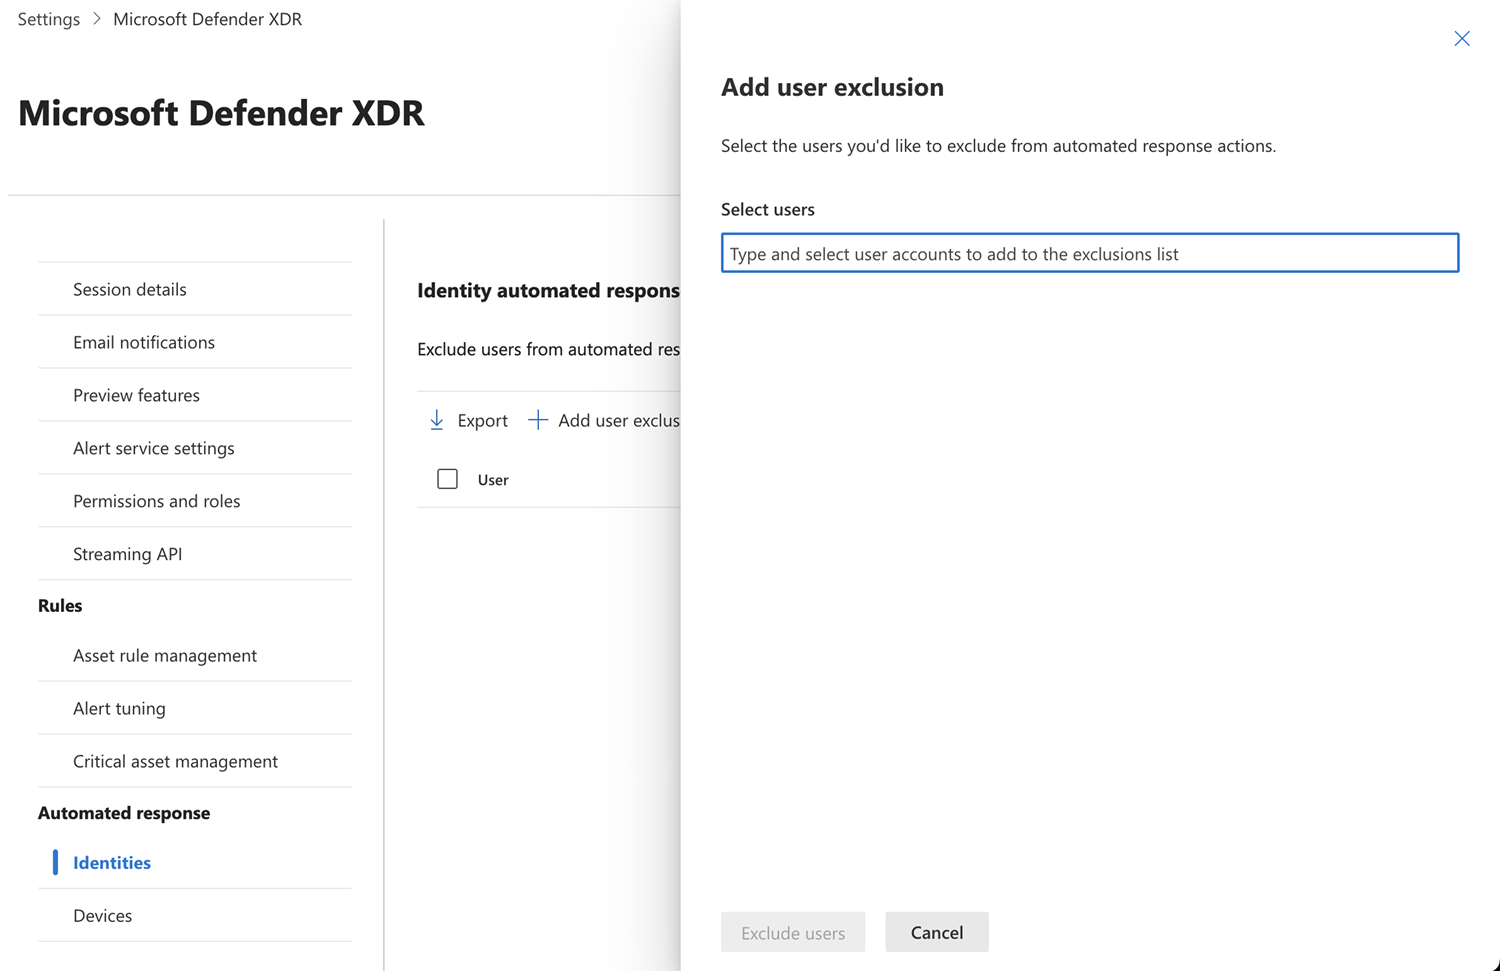 Settings > Microsoft Defender XDR
Microsoft Defender XDR
Session details
Email notifications
Preview features
Alert service settings
Permissions and roles
Streaming API
Rules
Asset rule management
Alert tuning
Critical asset management
Automated response
Identities
Devices
Identity automated respons
Exclude users from automated res
Export Add user exclus
User
Add user exclusion
Select the users you'd like to exclude from automated response actions.
Select users
Type and select user accounts to add to the exclusions list
Exclude users Cancel